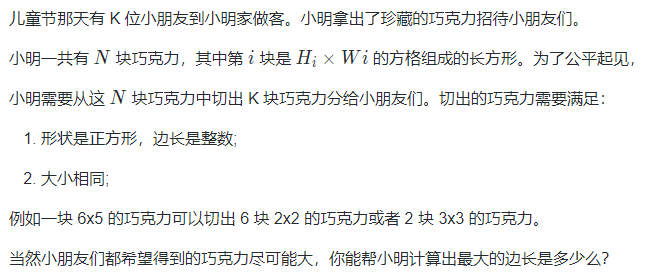 儿童节那天有 K 位小朋友到小明家做客。小明拿出了珍藏的巧克力招待小朋友们。
小明一共有 N 块巧克力，其中第 i 块是 Hᵢ × Wi 的方格组成的长方形。为了公平起见，
小明需要从这 N 块巧克力中切出 K 块巧克力分给小朋友们。切出的巧克力需要满足：
1. 形状是正方形，边长是整数;
2. 大小相同;
例如一块 6x5 的巧克力可以切出 6 块 2x2 的巧克力或者 2 块 3x3 的巧克力。
当然小朋友们都希望得到的巧克力尽可能大，你能帮小明计算出最大的边长是多少么?